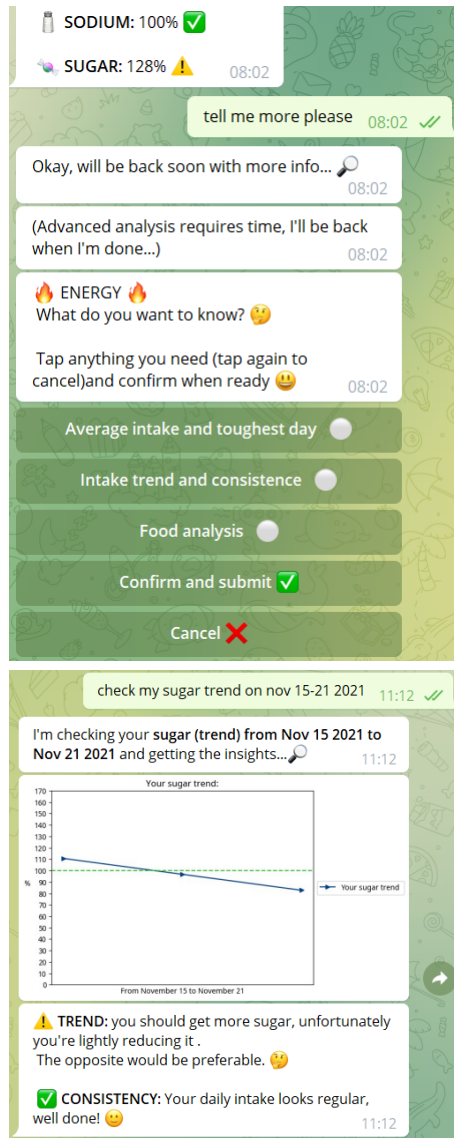 SODIUM: 100% ✅
SUGAR: 128% ⚠️
08:02
tell me more please 08:02
Okay, will be back soon with more info... 🔎
08:02
(Advanced analysis requires time, I'll be back
when I'm done...)
08:02
🔥 ENERGY 🔥
What do you want to know? 🤔
Tap anything you need (tap again to
cancel)and confirm when ready 😃
08:02
Average intake and toughest day
Intake trend and consistence
Food analysis
Confirm and submit ✅
Cancel ❌
check my sugar trend on nov 15-21 2021 11:12
I'm checking your sugar (trend) from Nov 15 2021 to
Nov 21 2021 and getting the insights...🔎
11:12
Your sugar trend:
170
160
150
140
130
120
110
100
90
%
80
70
60
50
40
30
20
10
0
Your sugar trend
From November 15 to November 21
⚠️ TREND: you should get more sugar, unfortunately
you're lightly reducing it .
The opposite would be preferable. 🤔
✅ CONSISTENCY: Your daily intake looks regular,
well done! 🙂
11:12